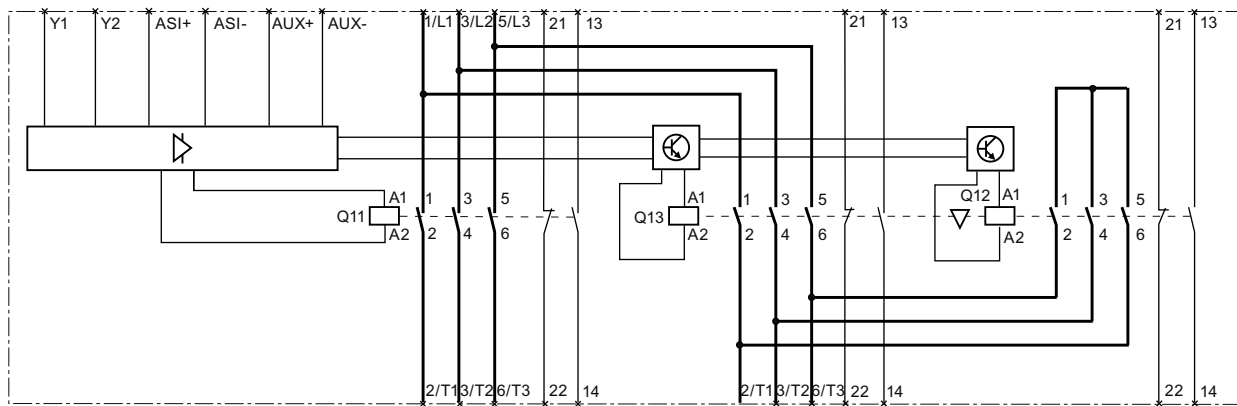 Y1 Y2 ASI+ ASI- AUX+ AUX- 1/L1 3/L2 5/L3 21 13 21 13 21 13
Q11 A1 1 3 5 Q13 A1 1 3 5 Q12 A1 1 3 5
A2 2 4 6 A2 2 4 6 A2 2 4 6
2/T1 3/T2 6/T3 22 14 2/T1 3/T2 6/T3 22 14 22 14